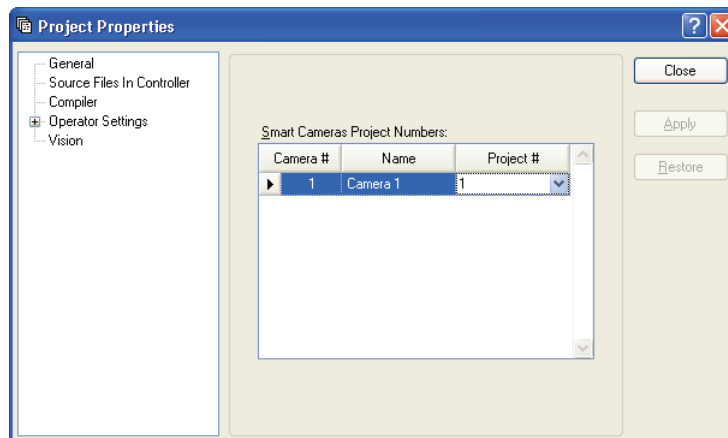 Project Properties
General
Source Files In Controller
Compiler
Operator Settings
Vision
Smart Cameras Project Numbers:
Camera # Name Project #
1 Camera 1 1
Close
Apply
Restore